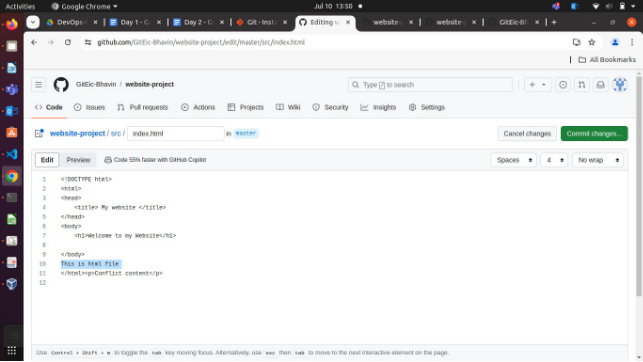 Activities
Google Chrome
Jul 10 13:50
DevOps-
Day 1 - G
Day 2 - G
Git - Insta
Editing w
website-
website-
GitEic-Bh
github.com/GitEic-Bhavin/website-project/edit/master/src/index.html
All Bookmarks
GitEic-Bhavin / website-project
Type / to search
<> Code
Issues
Pull requests
Actions
Projects
Wiki
Security
Insights
Settings
website-project / src / index.html in master
Cancel changes
Commit changes...
Edit
Preview
Code 55% faster with GitHub Copilot
Spaces
4
No wrap
1 <!DOCTYPE html>
2 <html>
3 <head>
4 <title> My website </title>
5 </head>
6 <body>
7 <h1>Welcome to my Website</h1>
8
9 </body>
10 This is html file
11 </html><p>Conflict content</p>
12
Use Control + Shift + m to toggle the tab key moving focus. Alternatively, use esc then tab to move to the next interactive element on the page.